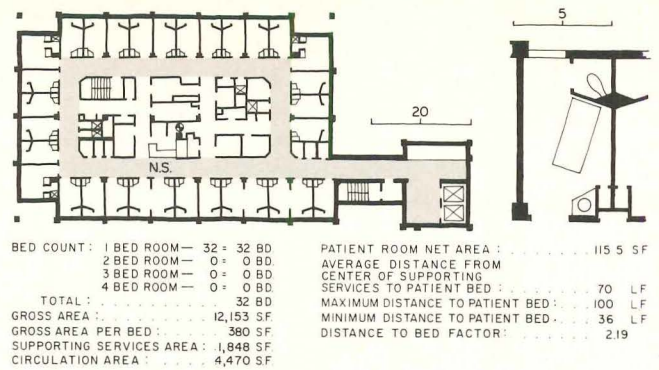 5
20
N.S.
BED COUNT: 1 BED ROOM— 32 = 32 BD.
2 BED ROOM— 0 = 0 BD.
3 BED ROOM— 0 = 0 BD.
4 BED ROOM— 0 = 0 BD.
TOTAL: . . . . . . . . . . . . . 32 BD
GROSS AREA: . . . . . . . . . . 12,153 S.F.
GROSS AREA PER BED: . . . . . 380 S.F.
SUPPORTING SERVICES AREA: .1,848 S.F.
CIRCULATION AREA: . . . . . 4,470 S.F.
PATIENT ROOM NET AREA: . . . . . . . . 115 5 SF
AVERAGE DISTANCE FROM
CENTER OF SUPPORTING
SERVICES TO PATIENT BED: . . . . . . . 70 LF
MAXIMUM DISTANCE TO PATIENT BED: . . . . 100 LF
MINIMUM DISTANCE TO PATIENT BED. . . . . 36 LF
DISTANCE TO BED FACTOR: . . . . . . . . 2.19